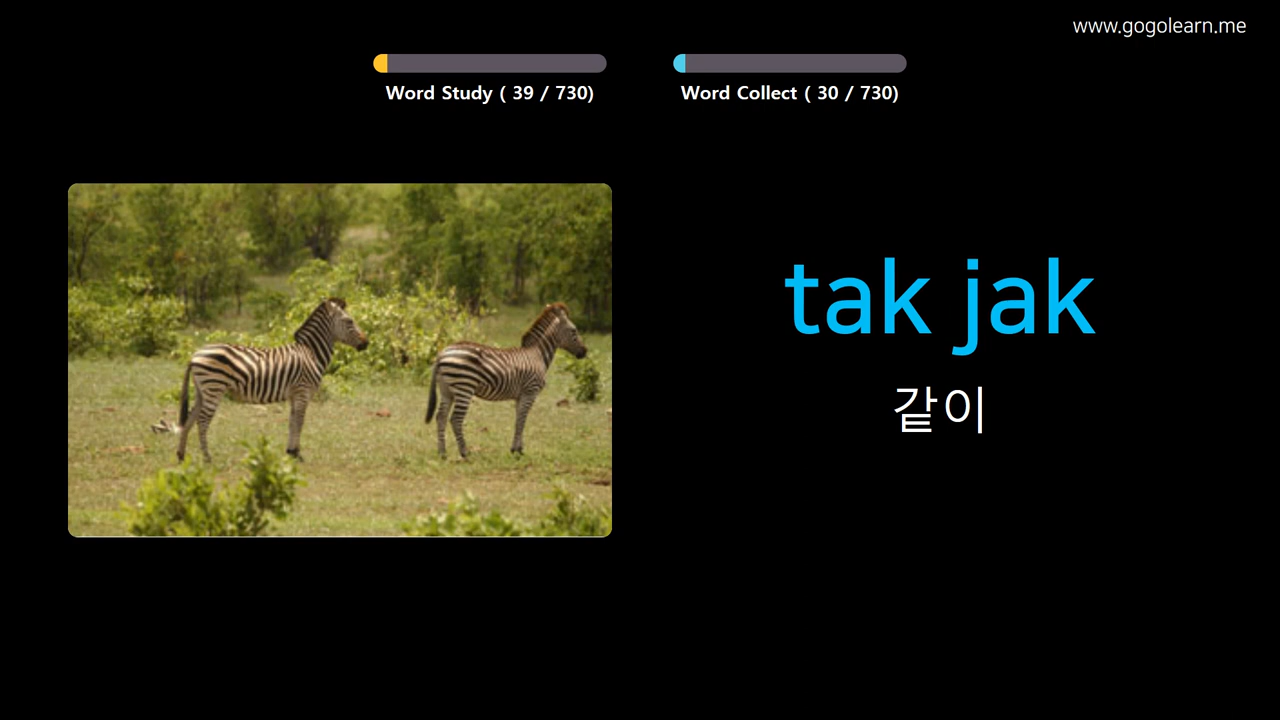 www.gogolearn.me
Word Study ( 39 / 730)
Word Collect ( 30 / 730)
tak jak
같이